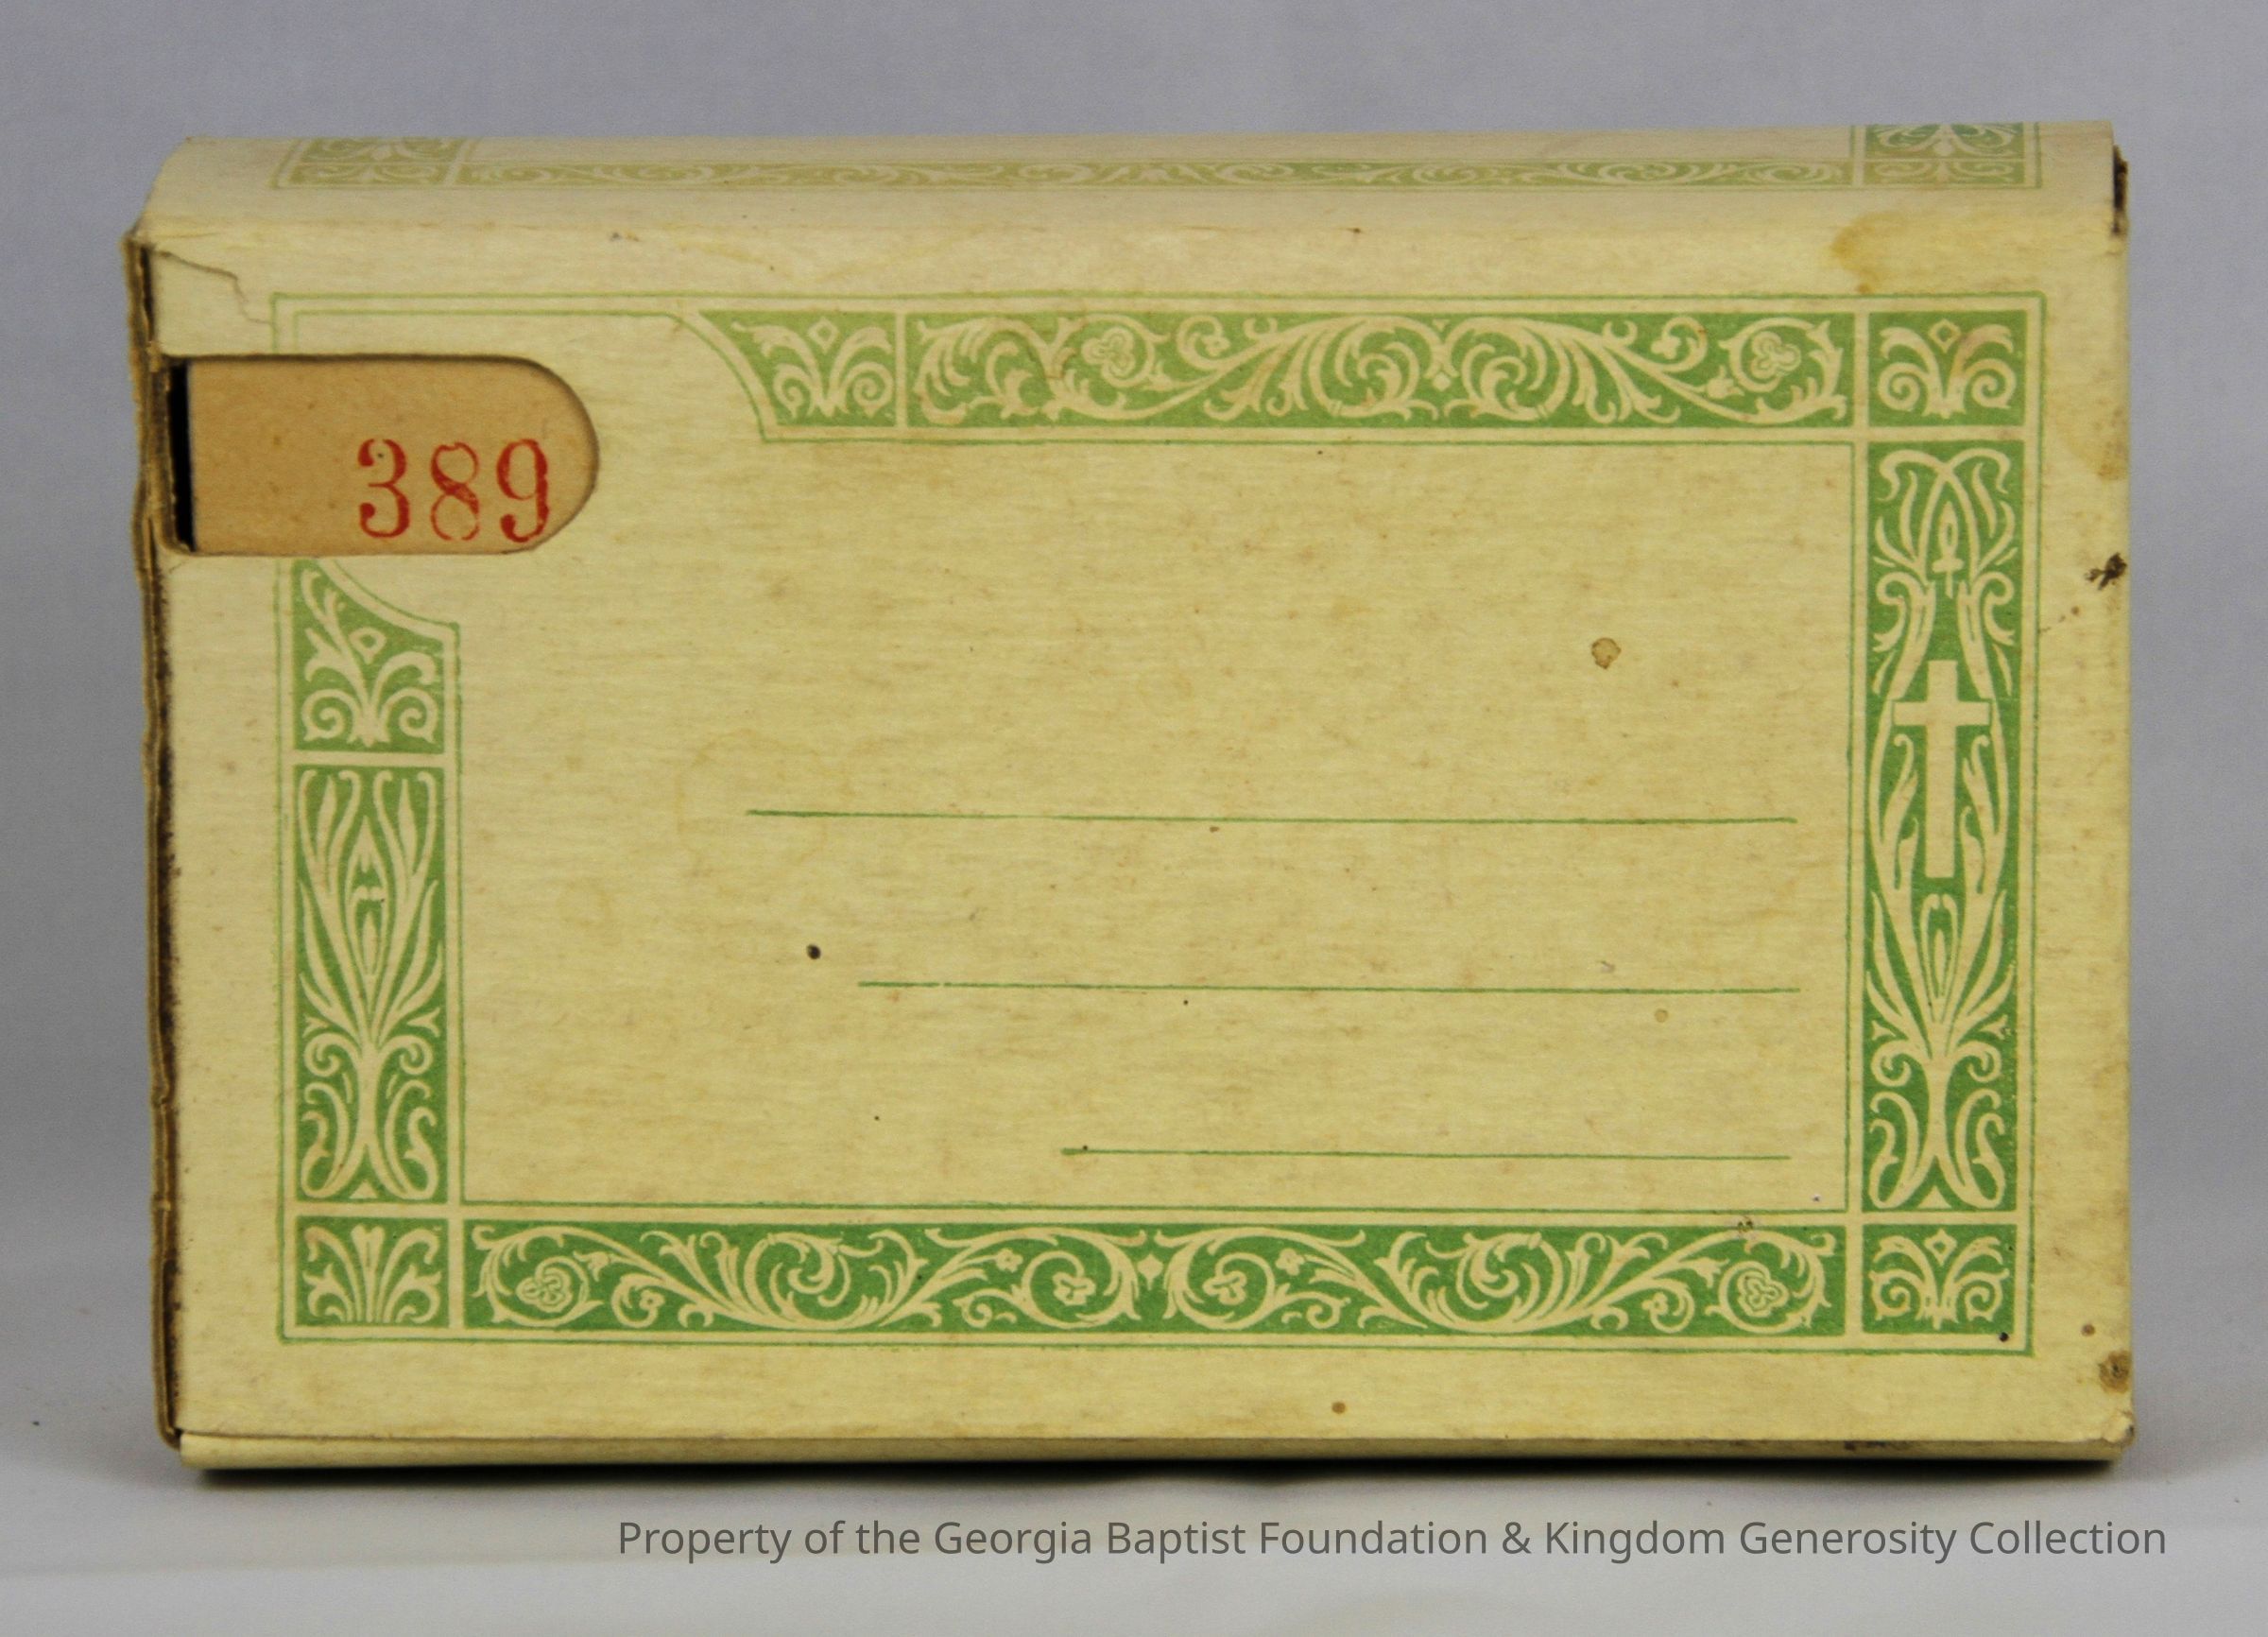 389
Property of the Georgia Baptist Foundation & Kingdom Generosity Collection